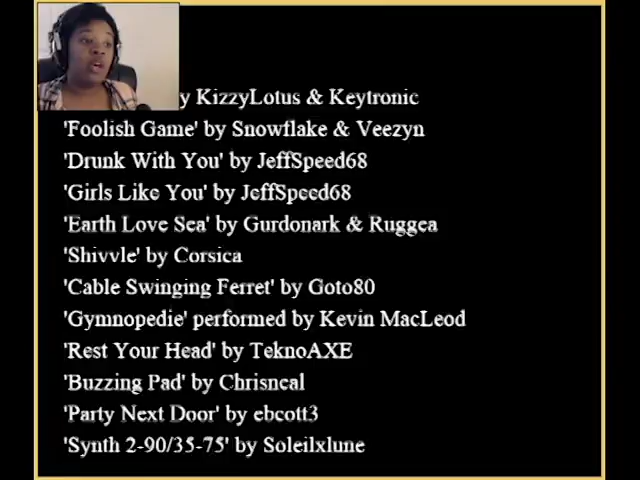 y KizzyLotus & Keytronic
'Foolish Game' by Snowflake & Veezyn
'Drunk With You' by JeffSpeed68
'Girls Like You' by JeffSpeed68
'Earth Love Sea' by Gurdonark & Ruggea
'Shivvle' by Corsica
'Cable Swinging Ferret' by Goto80
'Gymnopedie' performed by Kevin MacLeod
'Rest Your Head' by TeknoAXE
'Buzzing Pad' by Chrisneal
'Party Next Door' by ebcott3
'Synth 2-90/35-75' by Soleilxlune